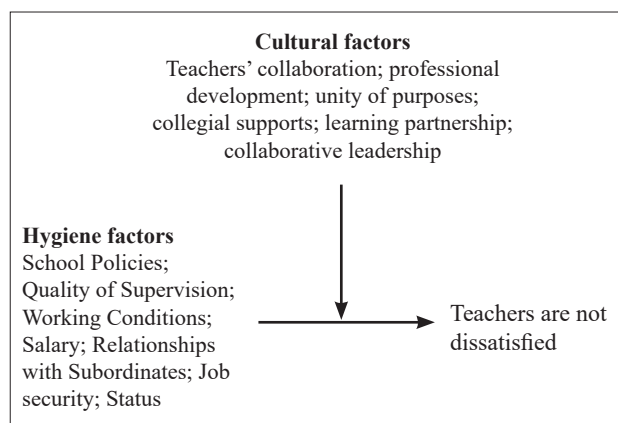 Cultural factors
Teachers’ collaboration; professional
development; unity of purposes;
collegial supports; learning partnership;
collaborative leadership
Hygiene factors
School Policies;
Quality of Supervision;
Working Conditions;
Salary; Relationships
with Subordinates; Job
security; Status
Teachers are not
dissatisfied